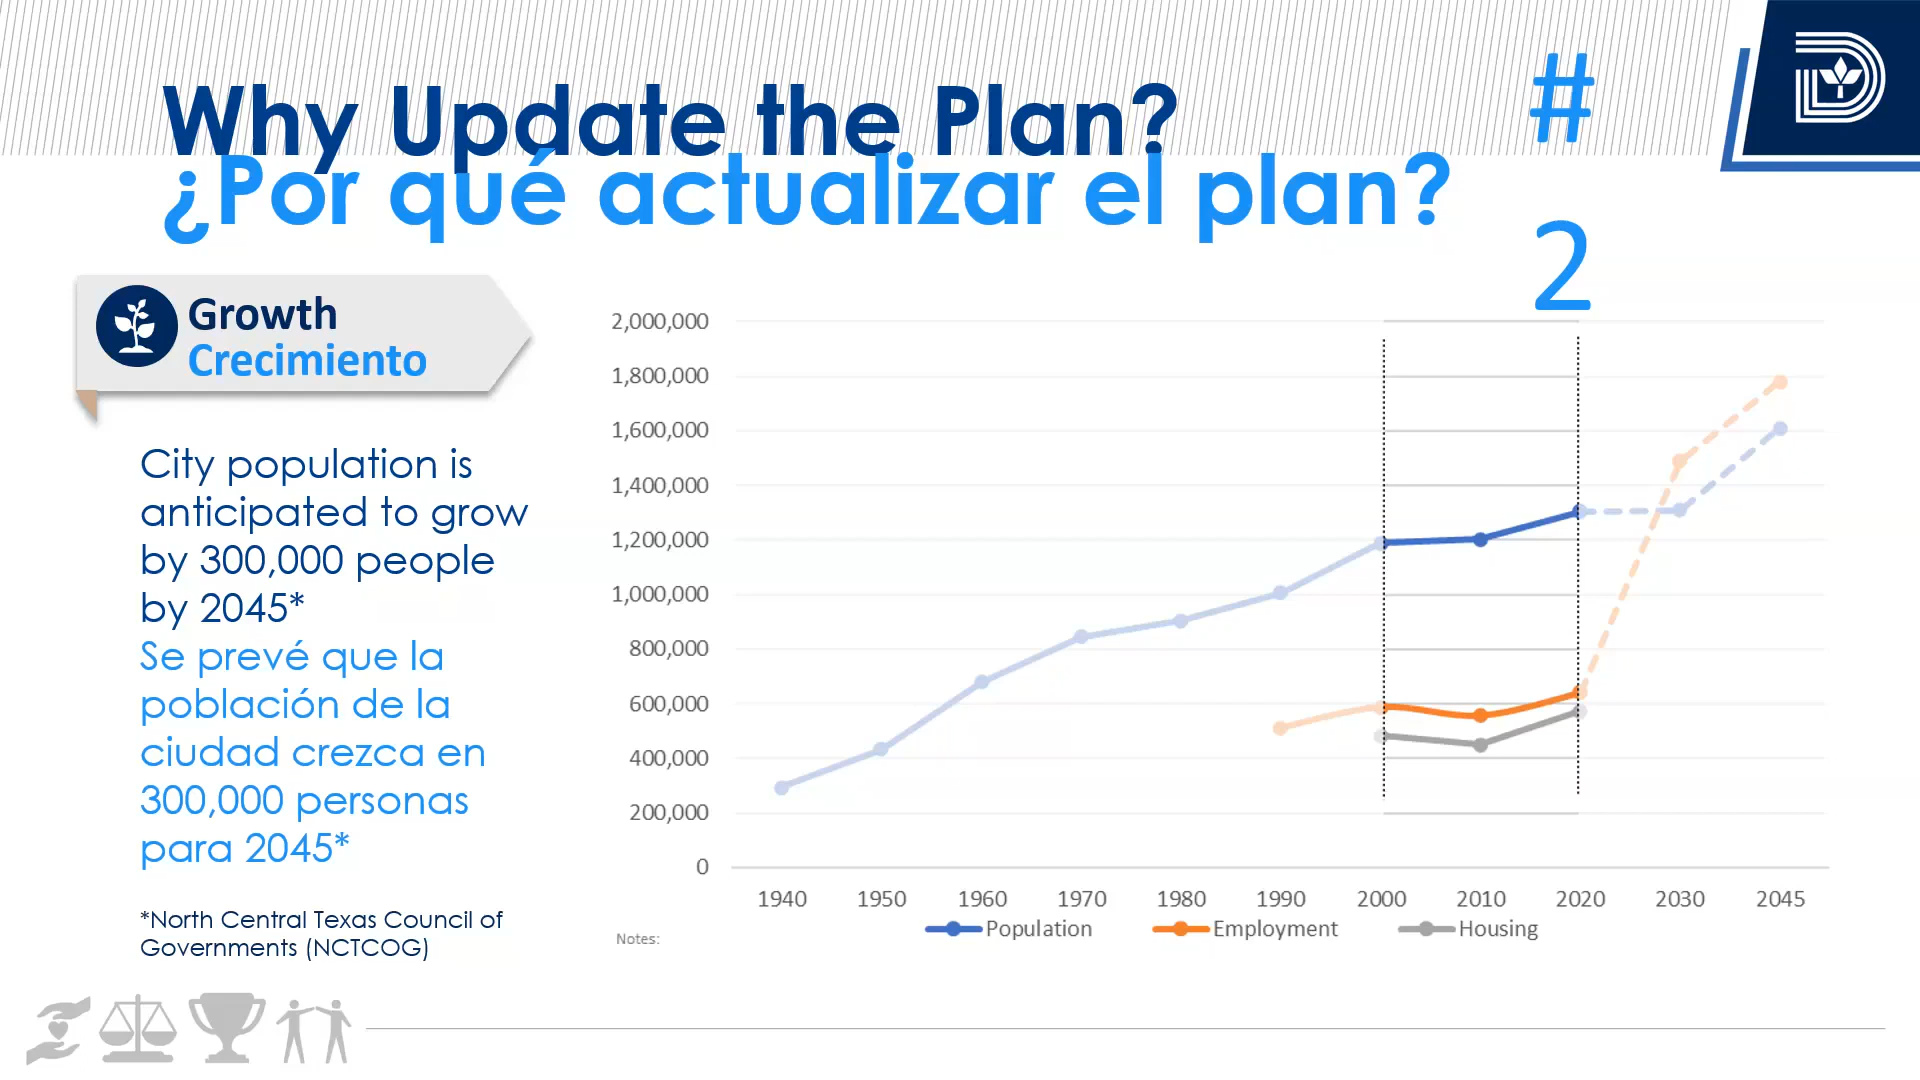 Why Update the Plan?
¿Por qué actualizar el plan?
#
2
Growth
Crecimiento
City population is
anticipated to grow
by 300,000 people
by 2045*
Se prevé que la
población de la
ciudad crezca en
300,000 personas
para 2045*
*North Central Texas Council of
Governments (NCTCOG)
2,000,000
1,800,000
1,600,000
1,400,000
1,200,000
1,000,000
800,000
600,000
400,000
200,000
0
1940 1950 1960 1970 1980 1990 2000 2010 2020 2030 2045
Population Employment Housing
Notes: